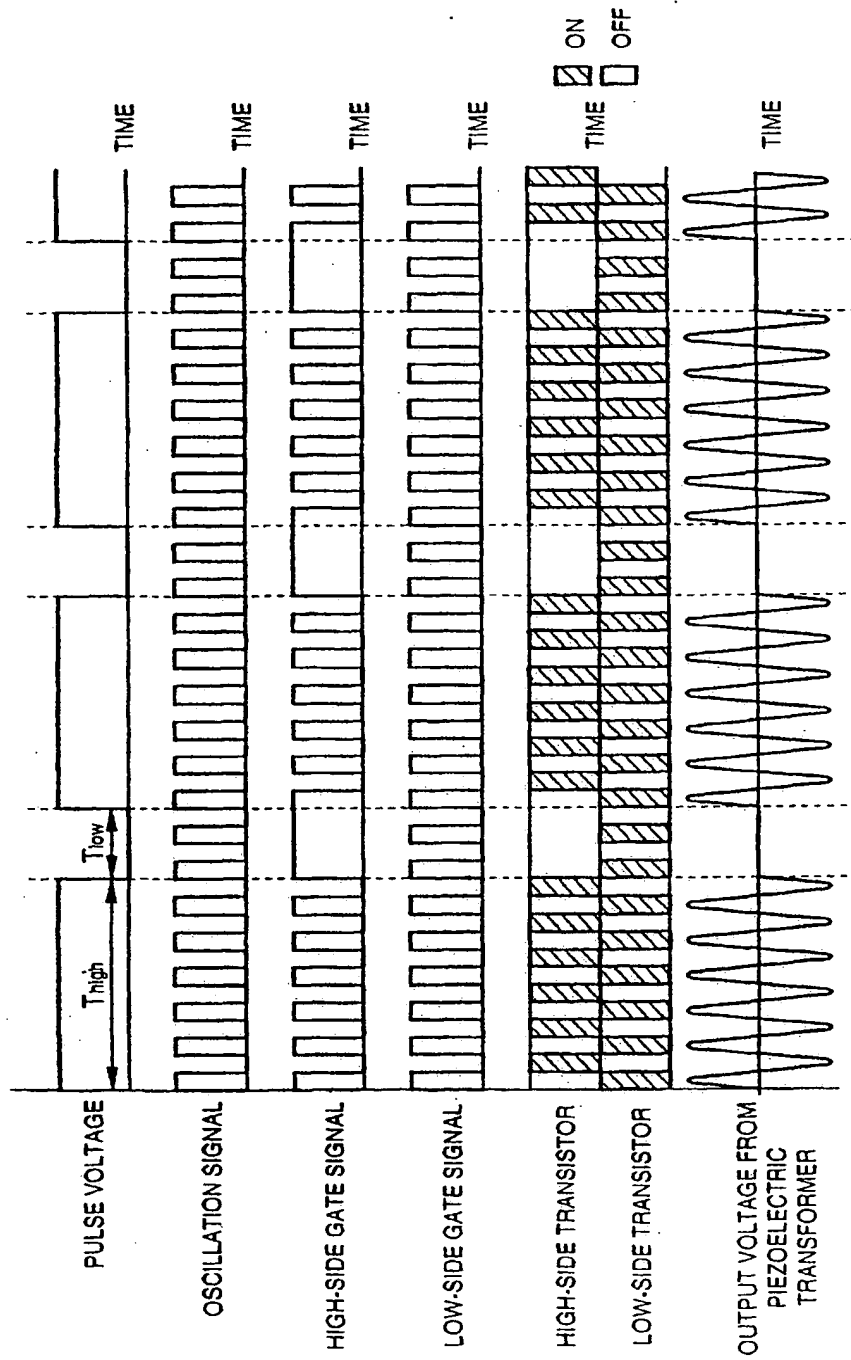 PULSE VOLTAGE
Thigh
Tlow
TIME
OSCILLATION SIGNAL
TIME
HIGH-SIDE GATE SIGNAL
TIME
LOW-SIDE GATE SIGNAL
TIME
HIGH-SIDE TRANSISTOR
TIME
ON
OFF
LOW-SIDE TRANSISTOR
OUTPUT VOLTAGE FROM
PIEZOELECTRIC
TRANSFORMER
TIME